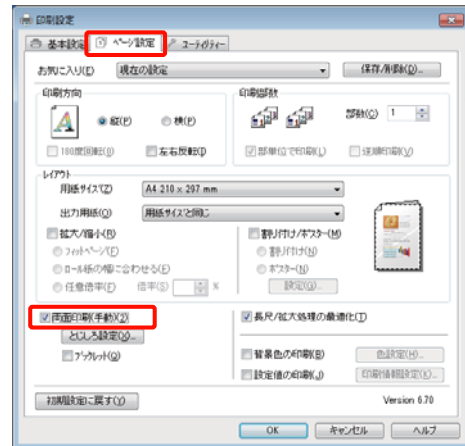 印刷設定
基本設定 ページ設定 ユーティリティー
お気に入り(E) 現在の設定 保存/削除(D)...
印刷方向
縦(P) 横(P)
180度回転(I) 左右反転(I)
印刷部数
部数(C) 1
部単位で印刷(L) 逆順印刷(V)
レイアウト
用紙サイズ(Z) A4 210 x 297 mm
出力用紙(O) 用紙サイズと同じ
拡大/縮小(R)
フィットページ(E)
ロール紙の幅に合わせる(E)
任意倍率(F) 倍率(S) %
割り付け/ポスター(M)
割り付け(N)
ポスター(N)
設定(G)...
両面印刷(手動)(2)
とじしろ設定(X)...
ブックレット(Q)
長尺/拡大処理の最適化(T)
背景色の印刷(B) 色設定(H)...
設定値の印刷(J) 印刷情報設定(K)...
初期設定に戻す(Y) Version 6.70
OK キャンセル ヘルプ